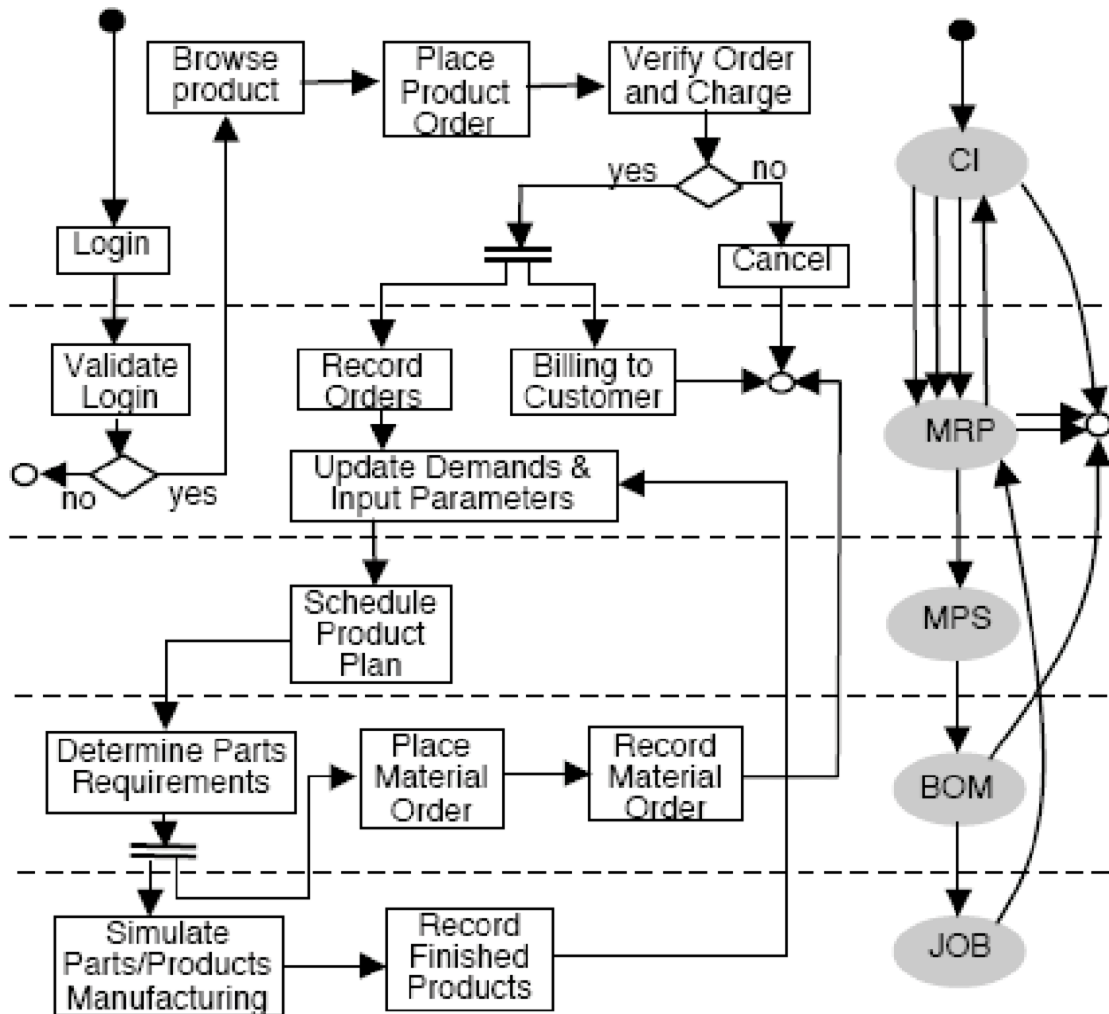 Browse
product
Place
Product
Order
Verify Order
and Charge
yes
no
Login
Cancel
CI
Validate
Login
no
yes
Record
Orders
Billing to
Customer
MRP
Update Demands &
Input Parameters
Schedule
Product
Plan
MPS
Determine Parts
Requirements
Place
Material
Order
Record
Material
Order
BOM
Simulate
Parts/Products
Manufacturing
Record
Finished
Products
JOB